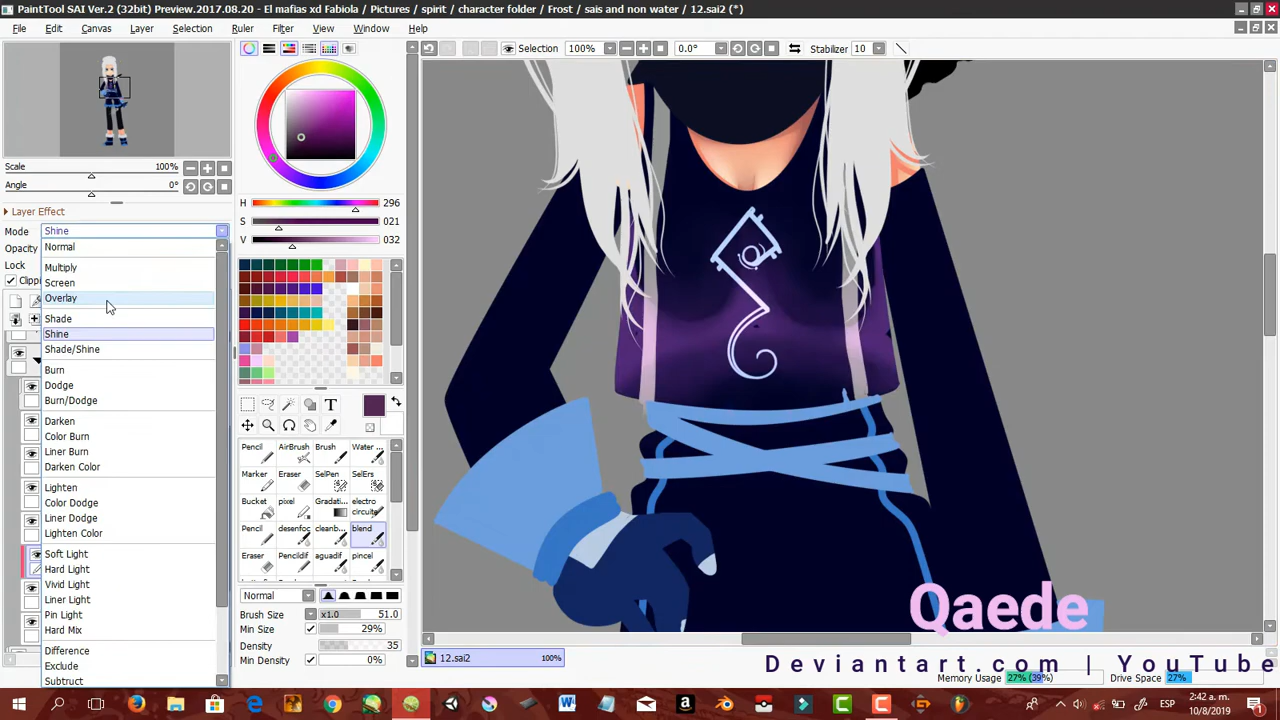 PaintTool SAI Ver.2 (32bit) Preview.2017.08.20 - El mafias xd Fabiola / Pictures / spirit / character folder / Frost / sais and non water / 12.sai2 (*)
File Edit Canvas Layer Selection Ruler Filter View Window Help
Selection 100% 0.0° Stabilizer 10
Scale 100%
Angle 0°
Layer Effect
Mode Shine
Opacity
Lock
Clippi
Normal
Multiply
Screen
Overlay
Shade
Shine
Shade/Shine
Burn
Dodge
Burn/Dodge
Darken
Color Burn
Liner Burn
Darken Color
Lighten
Color Dodge
Liner Dodge
Lighten Color
Soft Light
Hard Light
Vivid Light
Liner Light
Pin Light
Hard Mix
Difference
Exclude
Subtract
H 296
S 021
V 032
T
Pencil AirBrush Brush Water ...
Marker Eraser SelPen SelErs
Bucket pixel Gradati... electro circuite
Pencil desenfoc cleanb... blend
Eraser Pencildif aguadif pincel
Normal
Brush Size x1.0 51.0
Min Size 29%
Density 35
Min Density 0%
Qaede
12.sai2 100%
Deviantart.com | YouTube
Memory Usage 27% (39%) Drive Space 27%
ESP 2:42 a. m.
10/8/2019